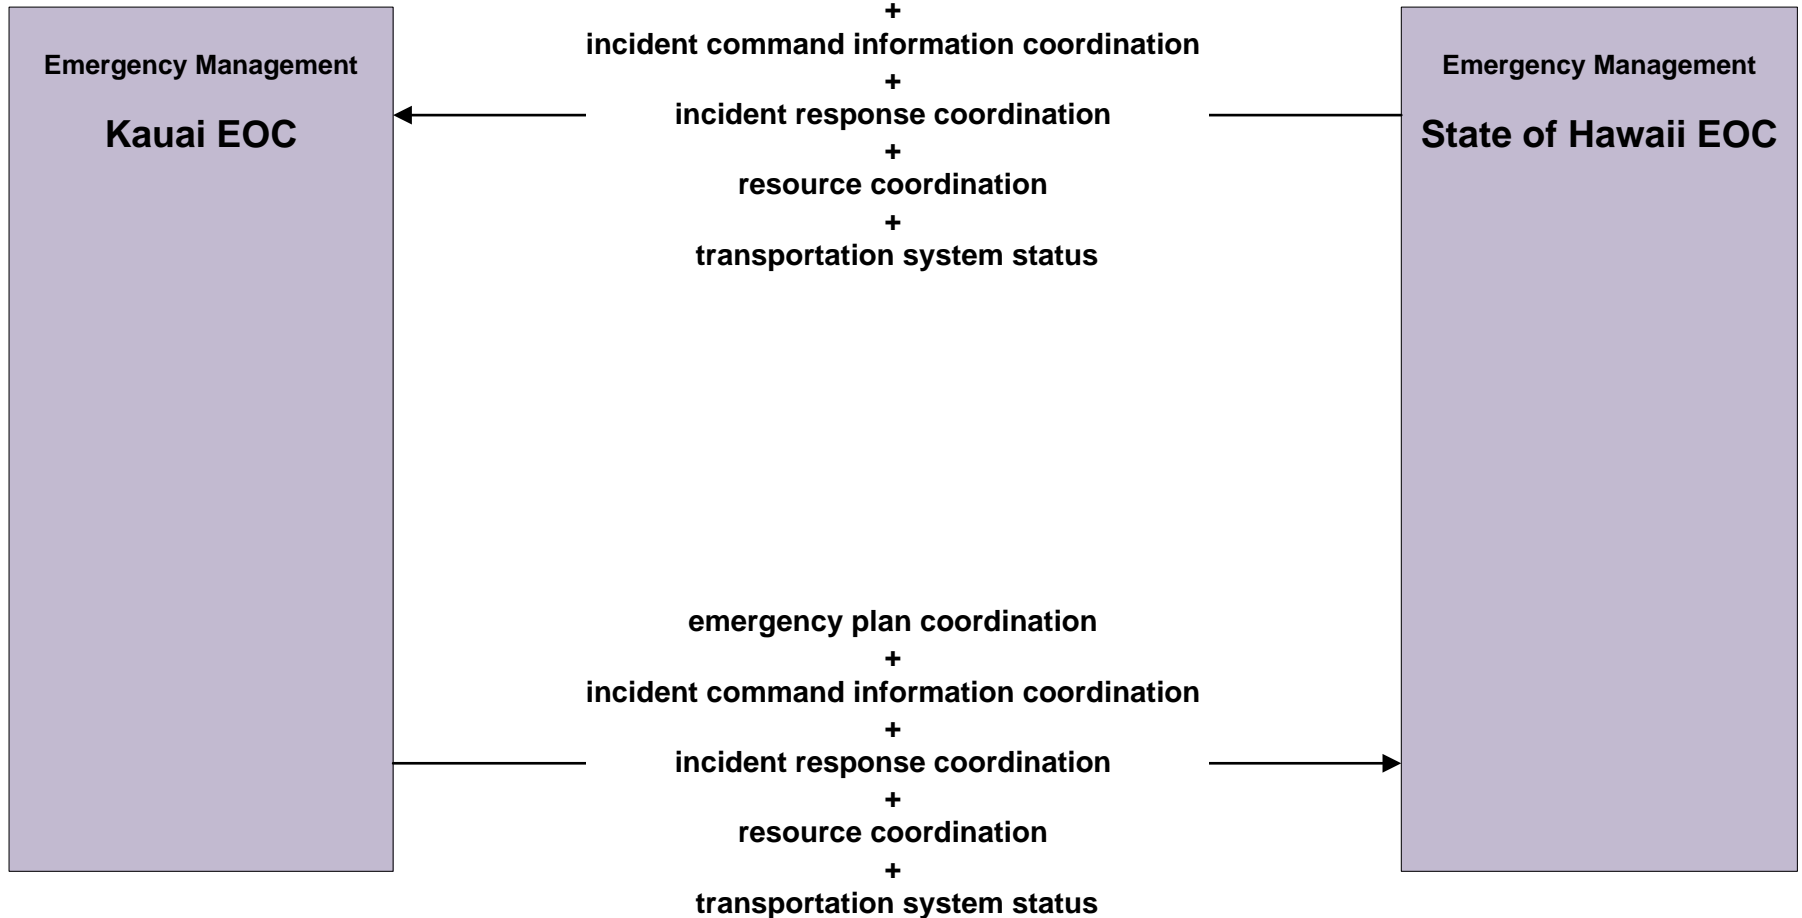 Emergency Management
Kauai EOC
+
incident command information coordination
+
incident response coordination
+
resource coordination
+
transportation system status
Emergency Management
State of Hawaii EOC
emergency plan coordination
+
incident command information coordination
+
incident response coordination
+
resource coordination
+
transportation system status